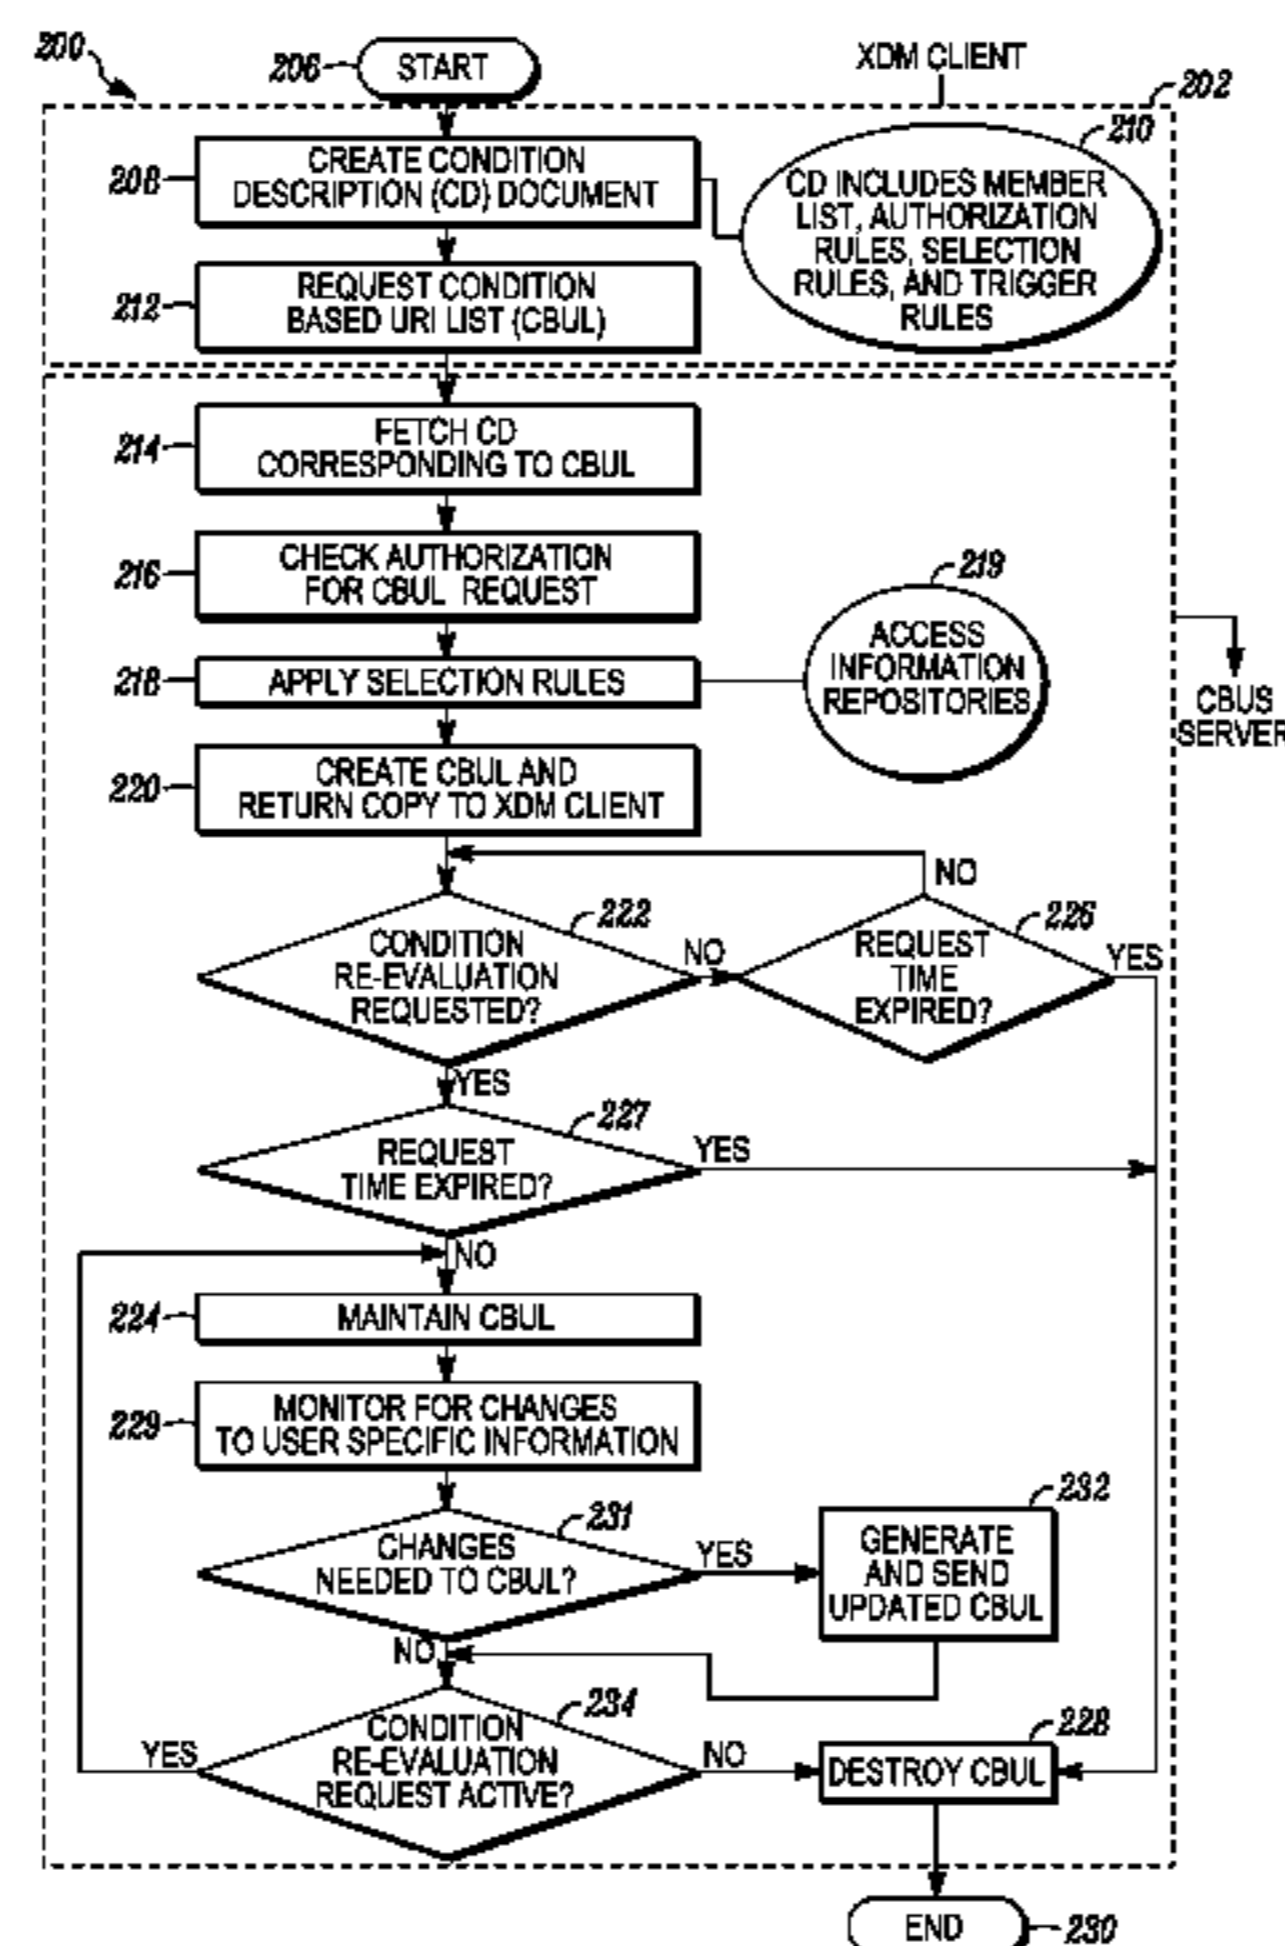 200
206
START
XDM CLIENT
202
208
CREATE CONDITION
DESCRIPTION (CD) DOCUMENT
210
CD INCLUDES MEMBER
LIST, AUTHORIZATION
RULES, SELECTION
RULES, AND TRIGGER
RULES
212
REQUEST CONDITION
BASED URI LIST (CBUL)
214
FETCH CD
CORRESPONDING TO CBUL
216
CHECK AUTHORIZATION
FOR CBUL REQUEST
218
APPLY SELECTION RULES
219
ACCESS
INFORMATION
REPOSITORIES
CBUS
SERVER
220
CREATE CBUL AND
RETURN COPY TO XDM CLIENT
222
CONDITION
RE-EVALUATION
REQUESTED?
NO
YES
226
REQUEST
TIME
EXPIRED?
NO
YES
227
REQUEST
TIME EXPIRED?
YES
NO
224
MAINTAIN CBUL
229
MONITOR FOR CHANGES
TO USER SPECIFIC INFORMATION
231
CHANGES
NEEDED TO CBUL?
YES
NO
232
GENERATE
AND SEND
UPDATED CBUL
234
CONDITION
RE-EVALUATION
REQUEST ACTIVE?
YES
NO
228
DESTROY CBUL
END
230